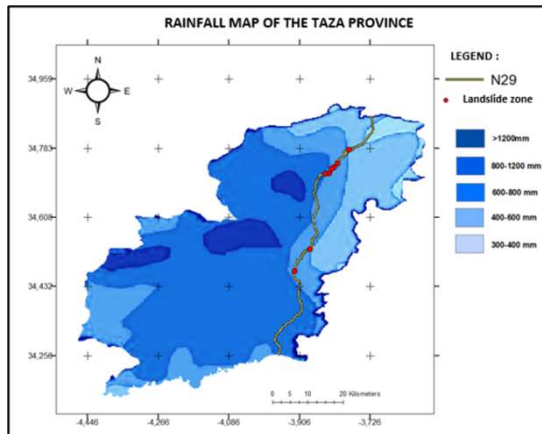 RAINFALL MAP OF THE TAZA PROVINCE
LEGEND :
N29
Landslide zone
>1200mm
800-1200 mm
600-800 mm
400-600 mm
300-400 mm
N
W E
S
34,959
34,783
34,608
34,432
34,256
-4,446 -4,266 -4,086 -3,906 -3,726
0 5 10 20 Kilometers